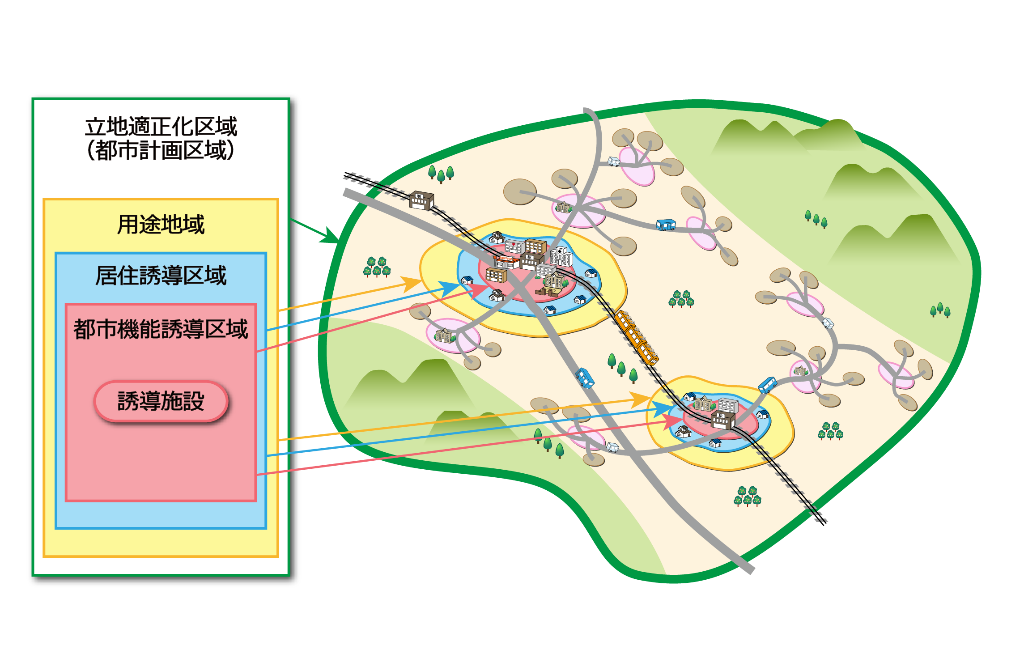 立地適正化区域
（都市計画区域）
用途地域
居住誘導区域
都市機能誘導区域
誘導施設